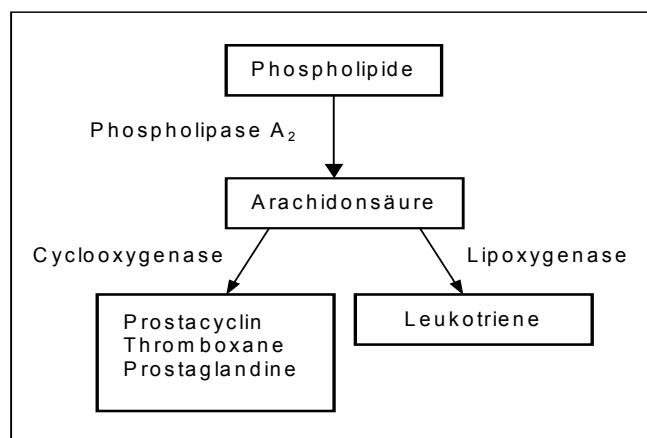 Phospholipide
Phospholipase A₂
Arachidonsäure
Cyclooxygenase
Lipoxygenase
Prostacyclin
Thromboxane
Prostaglandine
Leukotriene